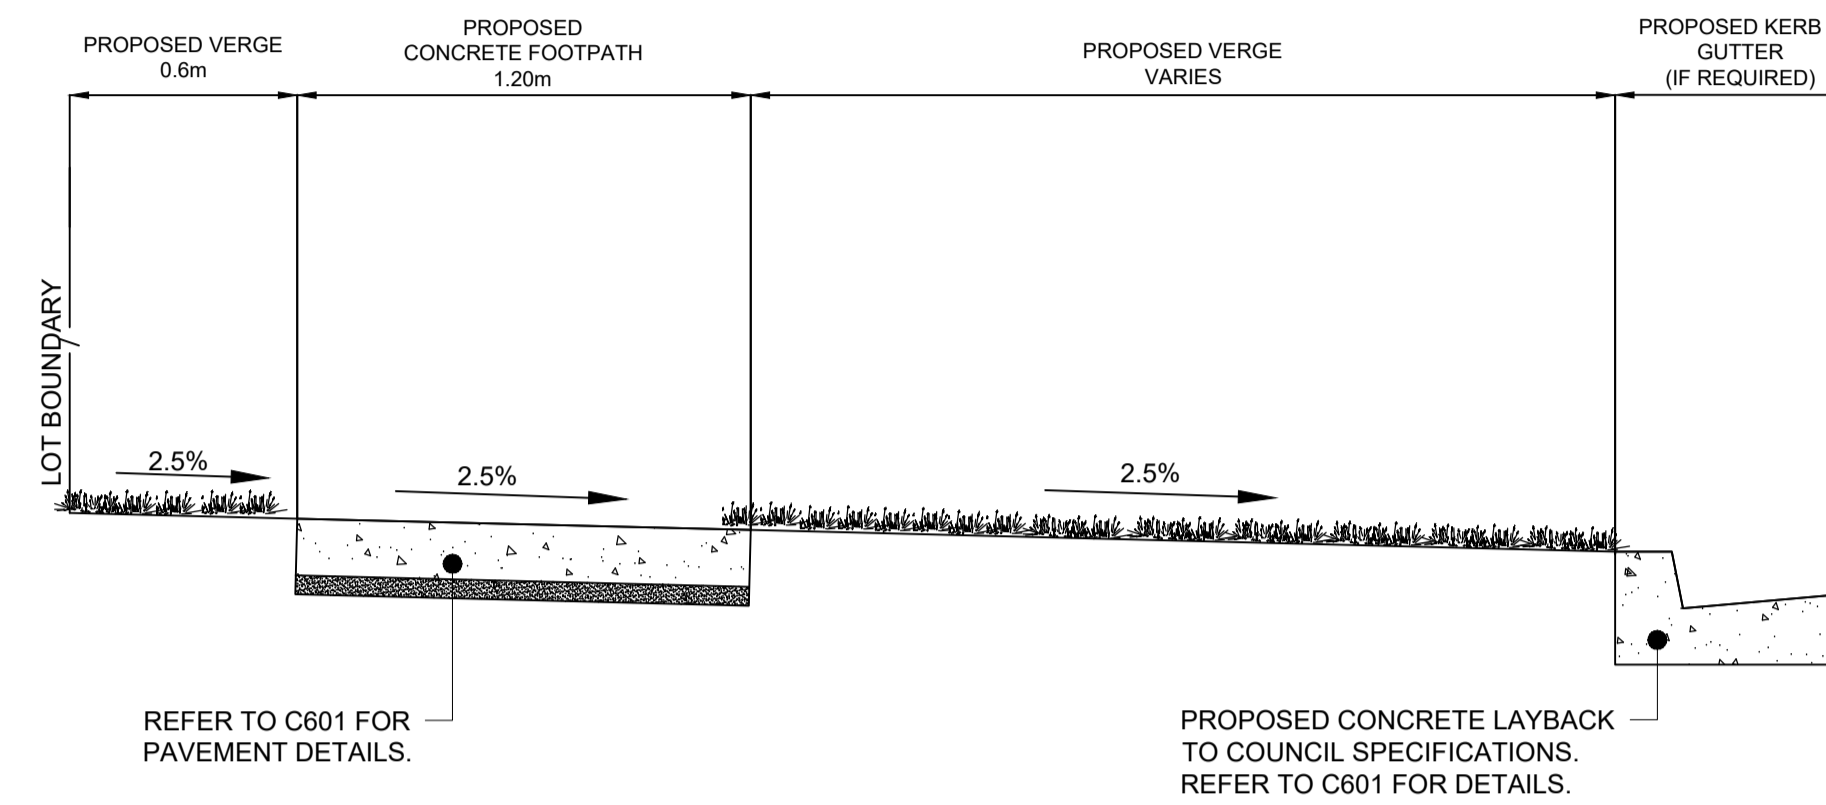 PROPOSED VERGE
0.6m
PROPOSED
CONCRETE FOOTPATH
1.20m
PROPOSED VERGE
VARIES
PROPOSED KERB
GUTTER
(IF REQUIRED)
LOT BOUNDARY
2.5%
2.5%
2.5%
REFER TO C601 FOR
PAVEMENT DETAILS.
PROPOSED CONCRETE LAYBACK
TO COUNCIL SPECIFICATIONS.
REFER TO C601 FOR DETAILS.